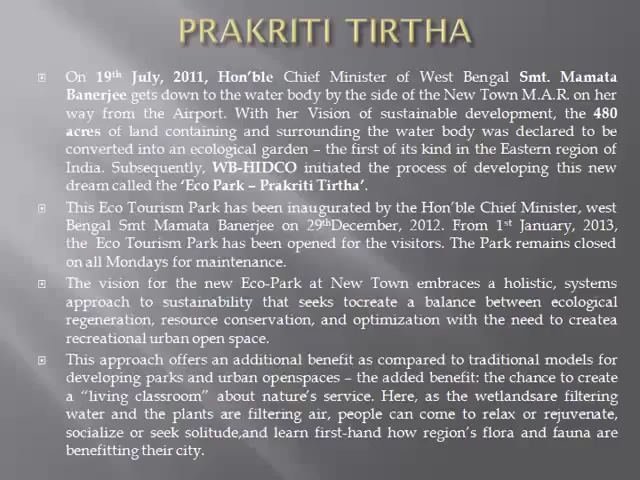 PRAKRITI TIRTHA
On 19th July, 2011, Hon'ble Chief Minister of West Bengal Smt. Mamata
Banerjee gets down to the water body by the side of the New Town M.A.R. on her
way from the Airport. With her Vision of sustainable development, the 480
acres of land containing and surrounding the water body was declared to be
converted into an ecological garden – the first of its kind in the Eastern region of
India. Subsequently, WB-HIDCO initiated the process of developing this new
dream called the 'Eco Park – Prakriti Tirtha'.
This Eco Tourism Park has been inaugurated by the Hon'ble Chief Minister, west
Bengal Smt Mamata Banerjee on 29thDecember, 2012. From 1st January, 2013,
the Eco Tourism Park has been opened for the visitors. The Park remains closed
on all Mondays for maintenance.
The vision for the new Eco-Park at New Town embraces a holistic, systems
approach to sustainability that seeks tocreate a balance between ecological
regeneration, resource conservation, and optimization with the need to createa
recreational urban open space.
This approach offers an additional benefit as compared to traditional models for
developing parks and urban openspaces – the added benefit: the chance to create
a "living classroom" about nature's service. Here, as the wetlandsare filtering
water and the plants are filtering air, people can come to relax or rejuvenate,
socialize or seek solitude,and learn first-hand how region's flora and fauna are
benefitting their city.